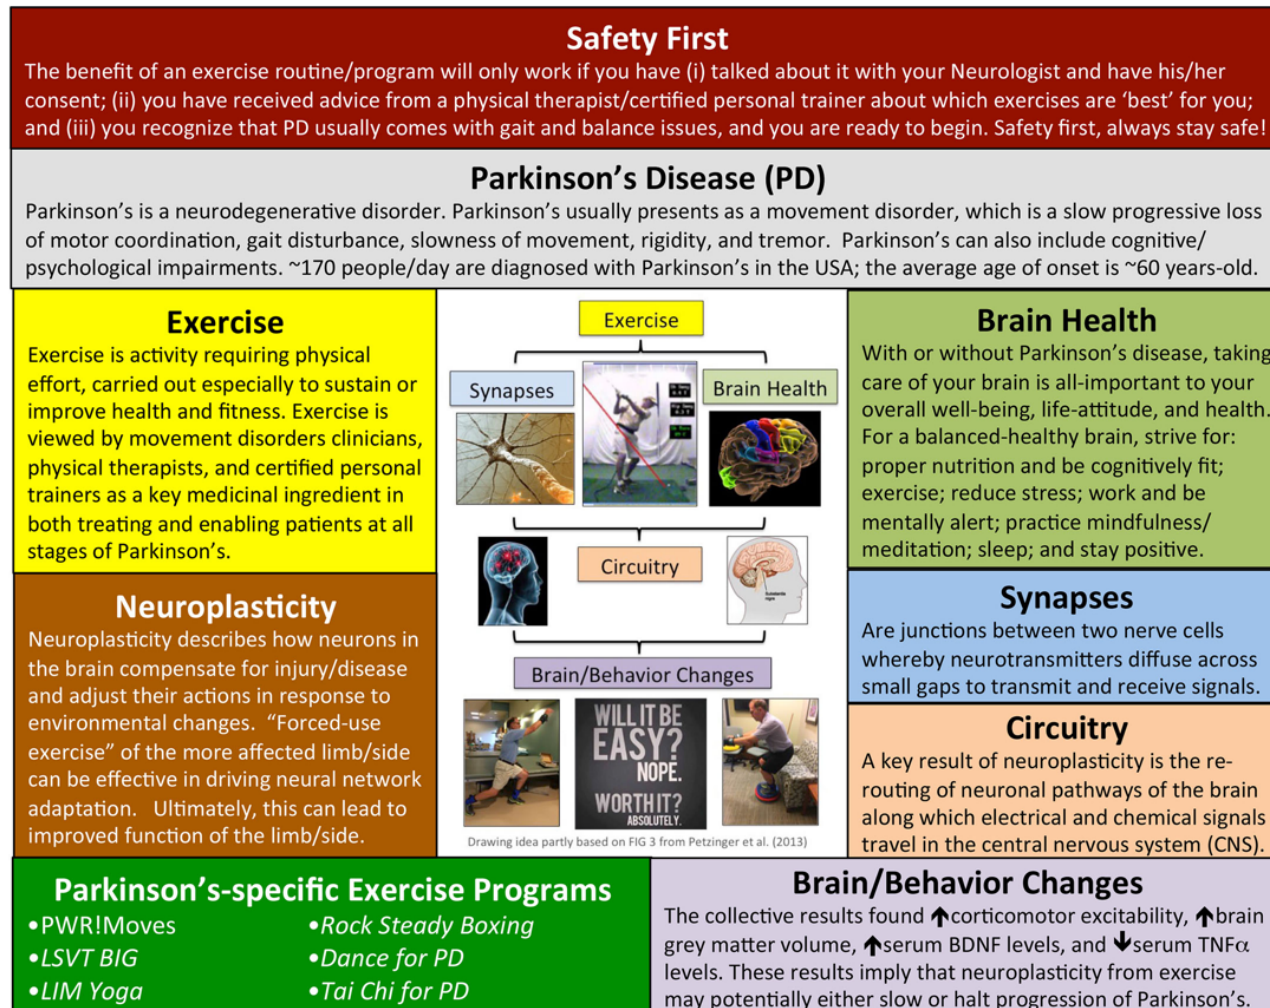 Safety First
The benefit of an exercise routine/program will only work if you have (i) talked about it with your Neurologist and have his/her
consent; (ii) you have received advice from a physical therapist/certified personal trainer about which exercises are ‘best’ for you;
and (iii) you recognize that PD usually comes with gait and balance issues, and you are ready to begin. Safety first, always stay safe!
Parkinson’s Disease (PD)
Parkinson’s is a neurodegenerative disorder. Parkinson’s usually presents as a movement disorder, which is a slow progressive loss
of motor coordination, gait disturbance, slowness of movement, rigidity, and tremor. Parkinson’s can also include cognitive/
psychological impairments. ~170 people/day are diagnosed with Parkinson’s in the USA; the average age of onset is ~60 years-old.
Exercise
Exercise is activity requiring physical
effort, carried out especially to sustain or
improve health and fitness. Exercise is
viewed by movement disorders clinicians,
physical therapists, and certified personal
trainers as a key medicinal ingredient in
both treating and enabling patients at all
stages of Parkinson’s.
Neuroplasticity
Neuroplasticity describes how neurons in
the brain compensate for injury/disease
and adjust their actions in response to
environmental changes. “Forced-use
exercise” of the more affected limb/side
can be effective in driving neural network
adaptation. Ultimately, this can lead to
improved function of the limb/side.
Exercise
Synapses
Brain Health
Circuitry
Substantia
nigra
Brain/Behavior Changes
WILL IT BE
EASY?
NOPE.
WORTH IT?
ABSOLUTELY.
Drawing idea partly based on FIG 3 from Petzinger et al. (2013)
Brain Health
With or without Parkinson’s disease, taking
care of your brain is all-important to your
overall well-being, life-attitude, and health.
For a balanced-healthy brain, strive for:
proper nutrition and be cognitively fit;
exercise; reduce stress; work and be
mentally alert; practice mindfulness/
meditation; sleep; and stay positive.
Synapses
Are junctions between two nerve cells
whereby neurotransmitters diffuse across
small gaps to transmit and receive signals.
Circuitry
A key result of neuroplasticity is the re-
routing of neuronal pathways of the brain
along which electrical and chemical signals
travel in the central nervous system (CNS).
Parkinson’s-specific Exercise Programs
•PWR!Moves
•LSVT BIG
•LIM Yoga
•Rock Steady Boxing
•Dance for PD
•Tai Chi for PD
Brain/Behavior Changes
The collective results found ↑corticomotor excitability, ↑brain
grey matter volume, ↑serum BDNF levels, and ↓serum TNFα
levels. These results imply that neuroplasticity from exercise
may potentially either slow or halt progression of Parkinson’s.